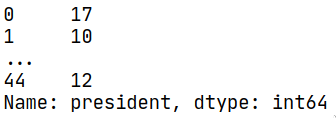 0     17
1     10
...
44    12
Name: president, dtype: int64